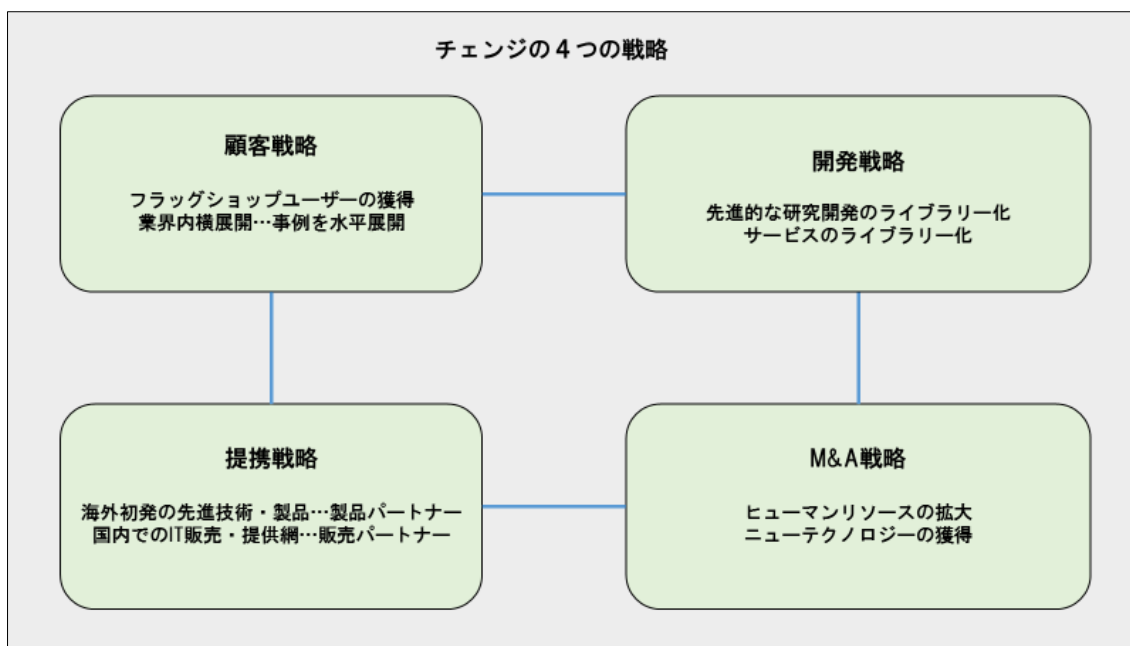 チェンジの４つの戦略
顧客戦略
フラッグショップユーザーの獲得
業界内横展開…事例を水平展開
開発戦略
先進的な研究開発のライブラリー化
サービスのライブラリー化
提携戦略
海外初発の先進技術・製品…製品パートナー
国内でのIT販売・提供網…販売パートナー
M&A戦略
ヒューマンリソースの拡大
ニューテクノロジーの獲得